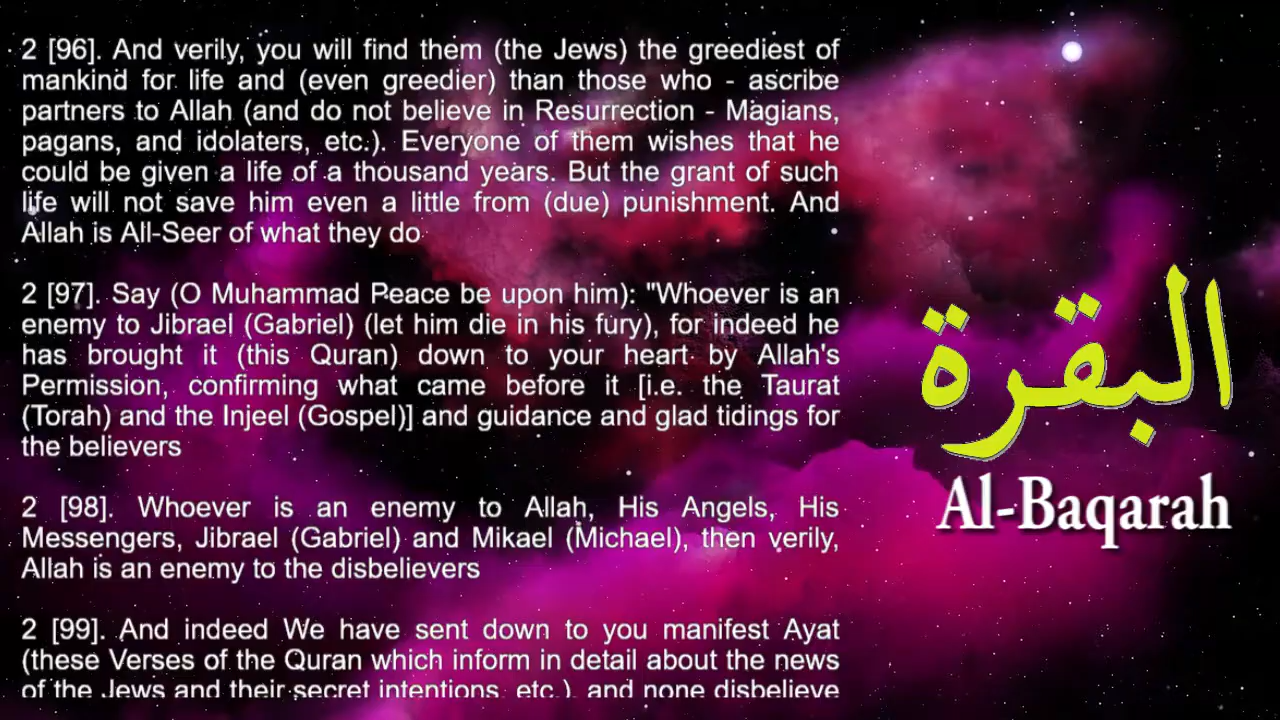 2 [96]. And verily, you will find them (the Jews) the greediest of
mankind for life and (even greedier) than those who - ascribe
partners to Allah (and do not believe in Resurrection - Magians,
pagans, and idolaters, etc.). Everyone of them wishes that he
could be given a life of a thousand years. But the grant of such
life will not save him even a little from (due) punishment. And
Allah is All-Seer of what they do
2 [97]. Say (O Muhammad Peace be upon him): "Whoever is an
enemy to Jibrael (Gabriel) (let him die in his fury), for indeed he
has brought it (this Quran) down to your heart by Allah's
Permission, confirming what came before it [i.e. the Taurat
(Torah) and the Injeel (Gospel)] and guidance and glad tidings for
the believers
2 [98]. Whoever is an enemy to Allah, His Angels, His
Messengers, Jibrael (Gabriel) and Mikael (Michael), then verily,
Allah is an enemy to the disbelievers
2 [99]. And indeed We have sent down to you manifest Ayat
(these Verses of the Quran which inform in detail about the news
of the Jews and their secret intentions, etc.), and none disbelieve
البقرة
Al-Baqarah